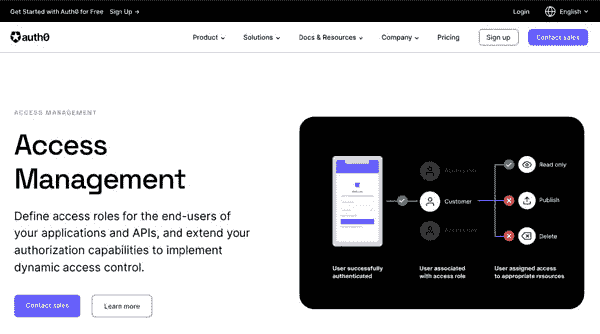 Get Started with Auth0 for Free Sign Up → Login English
auth0 Product Solutions Docs & Resources Company Pricing Sign up Contact sales
ACCESS MANAGEMENT
Access
Management
Define access roles for the end-users of
your applications and APIs, and extend your
authorization capabilities to implement
dynamic access control.
Contact sales Learn more
Read only
Customer Publish
Delete
User successfully
authenticated
User associated
with access role
User assigned access
to appropriate resources